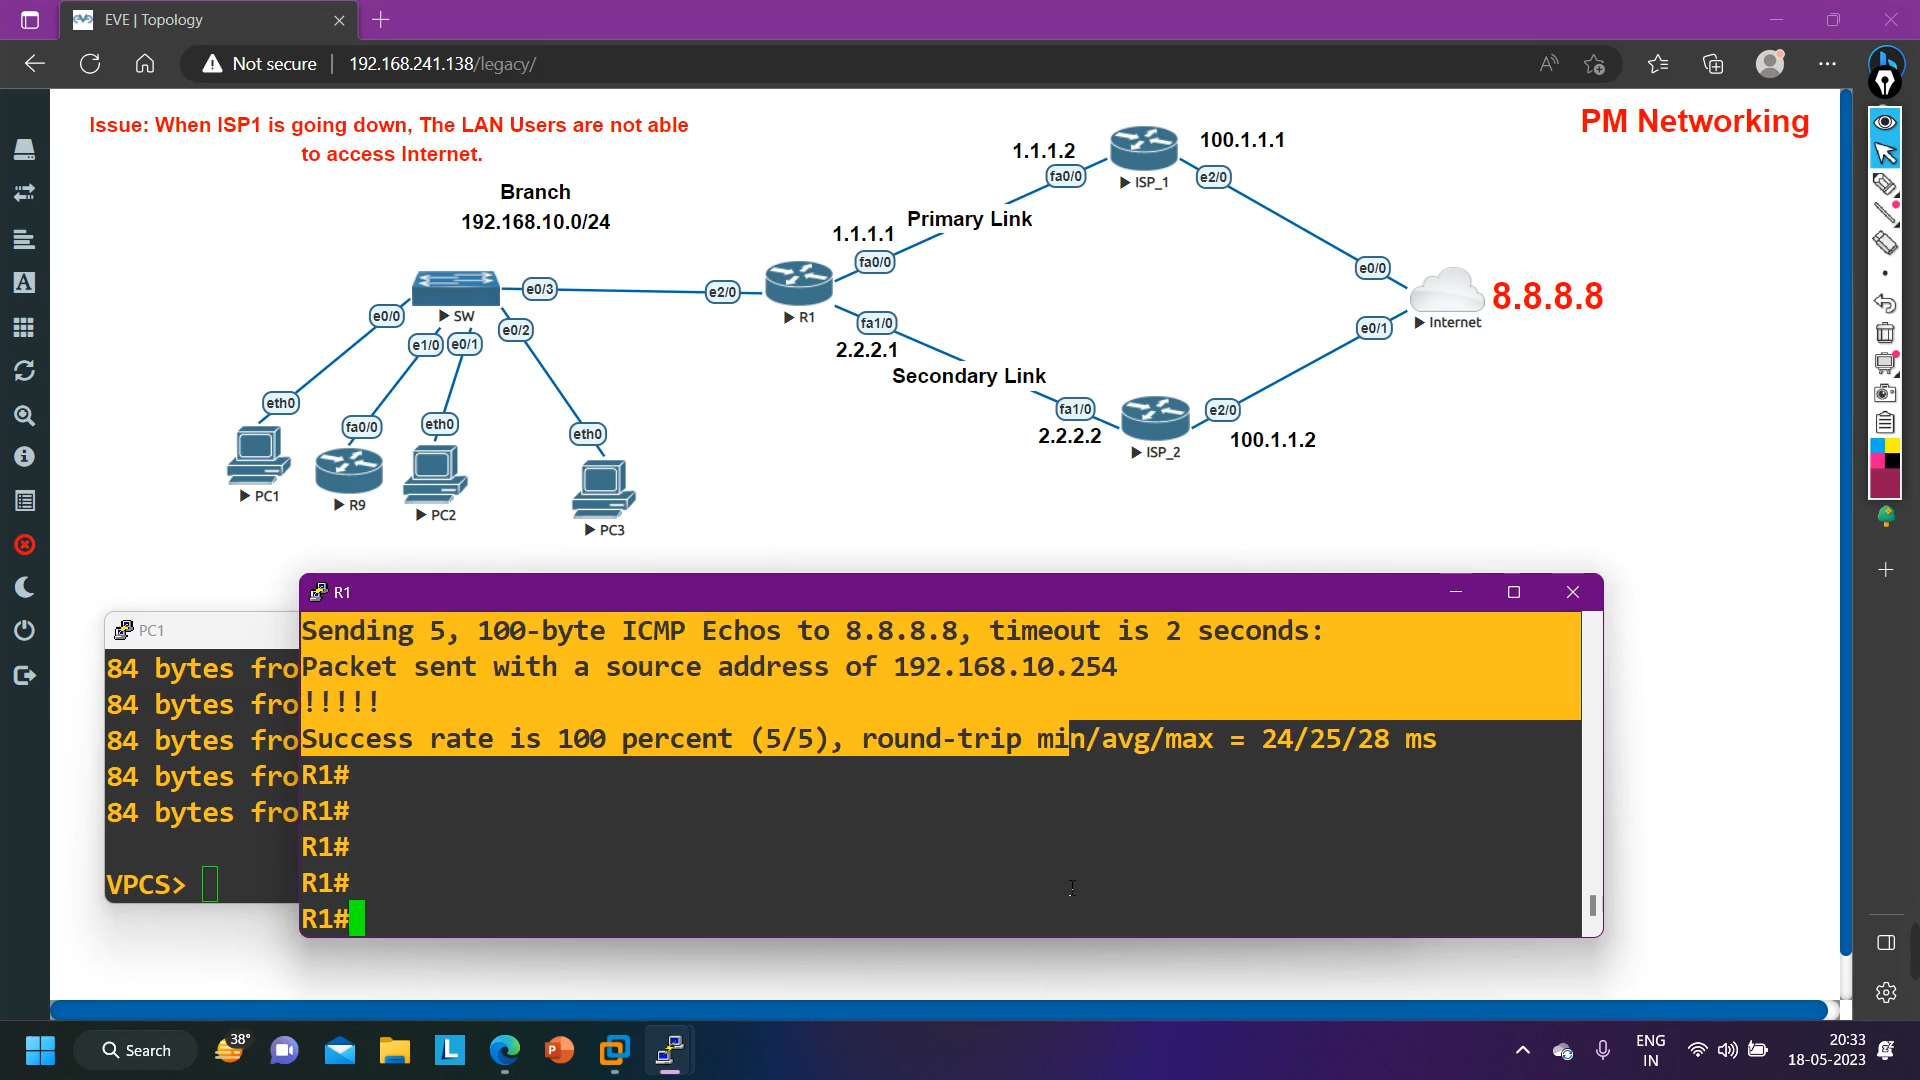 EVE | Topology
Not secure
192.168.241.138/legacy/
Issue: When ISP1 is going down, The LAN Users are not able
to access Internet.
PM Networking
Branch
192.168.10.0/24
1.1.1.2
100.1.1.1
fa0/0
ISP_1
e2/0
Primary Link
1.1.1.1
fa0/0
e0/3
e2/0
R1
SW
e0/0
e1/0
e0/1
e0/2
fa1/0
2.2.2.1
Secondary Link
e0/0
8.8.8.8
Internet
e0/1
fa1/0
2.2.2.2
ISP_2
e2/0
100.1.1.2
eth0
fa0/0
eth0
eth0
PC1
R9
PC2
PC3
PC1
84 bytes fro
84 bytes fro
84 bytes fro
84 bytes fro
84 bytes fro
VPCS>
R1
Sending 5, 100-byte ICMP Echos to 8.8.8.8, timeout is 2 seconds:
Packet sent with a source address of 192.168.10.254
!!!!!
Success rate is 100 percent (5/5), round-trip min/avg/max = 24/25/28 ms
R1#
R1#
R1#
R1#
R1#
Search
38°
ENG
IN
20:33
18-05-2023